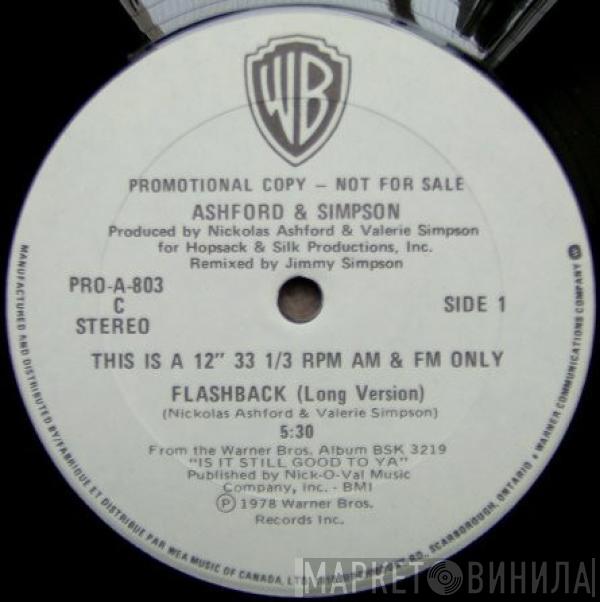 WB
PROMOTIONAL COPY – NOT FOR SALE
ASHFORD & SIMPSON
Produced by Nickolas Ashford & Valerie Simpson
for Hopsack & Silk Productions, Inc.
Remixed by Jimmy Simpson
PRO-A-803
C
STEREO
SIDE 1
THIS IS A 12" 33 1/3 RPM AM & FM ONLY
FLASHBACK (Long Version)
(Nickolas Ashford & Valerie Simpson)
5:30
From the Warner Bros. Album BSK 3219
"IS IT STILL GOOD TO YA"
Published by Nick-O-Val Music
Company, Inc. - BMI
Ⓟ 1978 Warner Bros.
Records Inc.
MANUFACTURED AND DISTRIBUTED BY/FABRIQUÉ ET DISTRIBUÉ PAR WEA MUSIC OF CANADA, LTD. RD., SCARBOROUGH, ONTARIO • WARNER COMMUNICATIONS COMPANY
МАРКЕТ ВИНИЛА